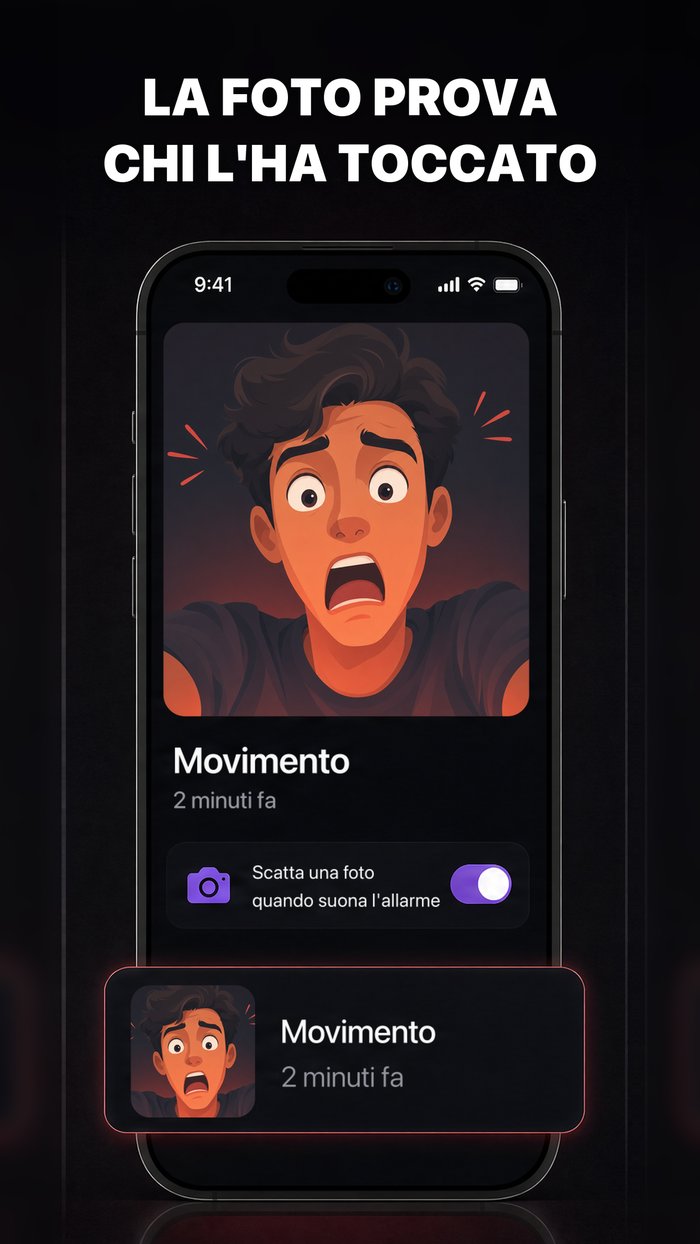 LA FOTO PROVA
CHI L'HA TOCCATO
9:41
Movimento
2 minuti fa
Scatta una foto
quando suona l'allarme
Movimento
2 minuti fa